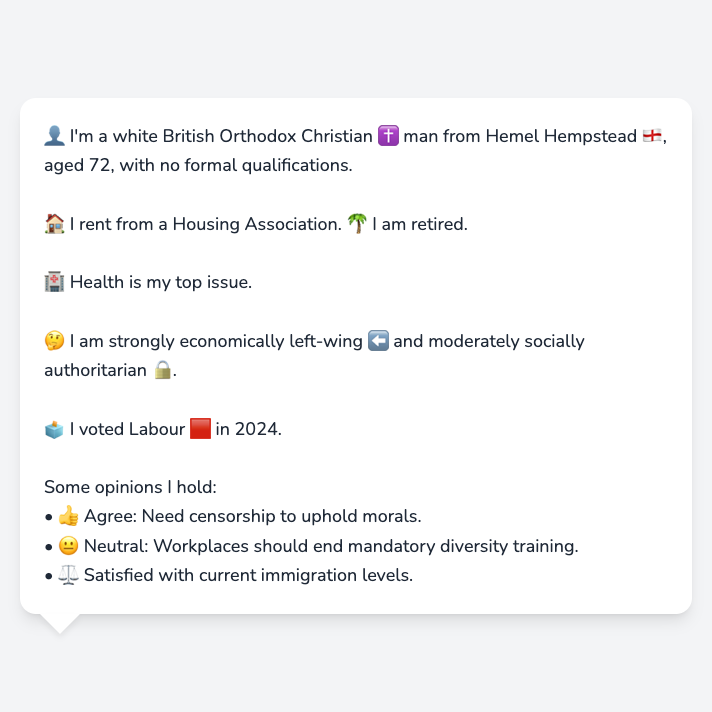 👤 I'm a white British Orthodox Christian ✝️ man from Hemel Hempstead 🏴󠁧󠁢󠁥󠁮󠁧󠁿,
aged 72, with no formal qualifications.
🏠 I rent from a Housing Association. 🌴 I am retired.
🏥 Health is my top issue.
🤔 I am strongly economically left-wing ⬅️ and moderately socially
authoritarian 🔒.
🗳️ I voted Labour 🟥 in 2024.
Some opinions I hold:
• 👍 Agree: Need censorship to uphold morals.
• 😐 Neutral: Workplaces should end mandatory diversity training.
• ⚖️ Satisfied with current immigration levels.